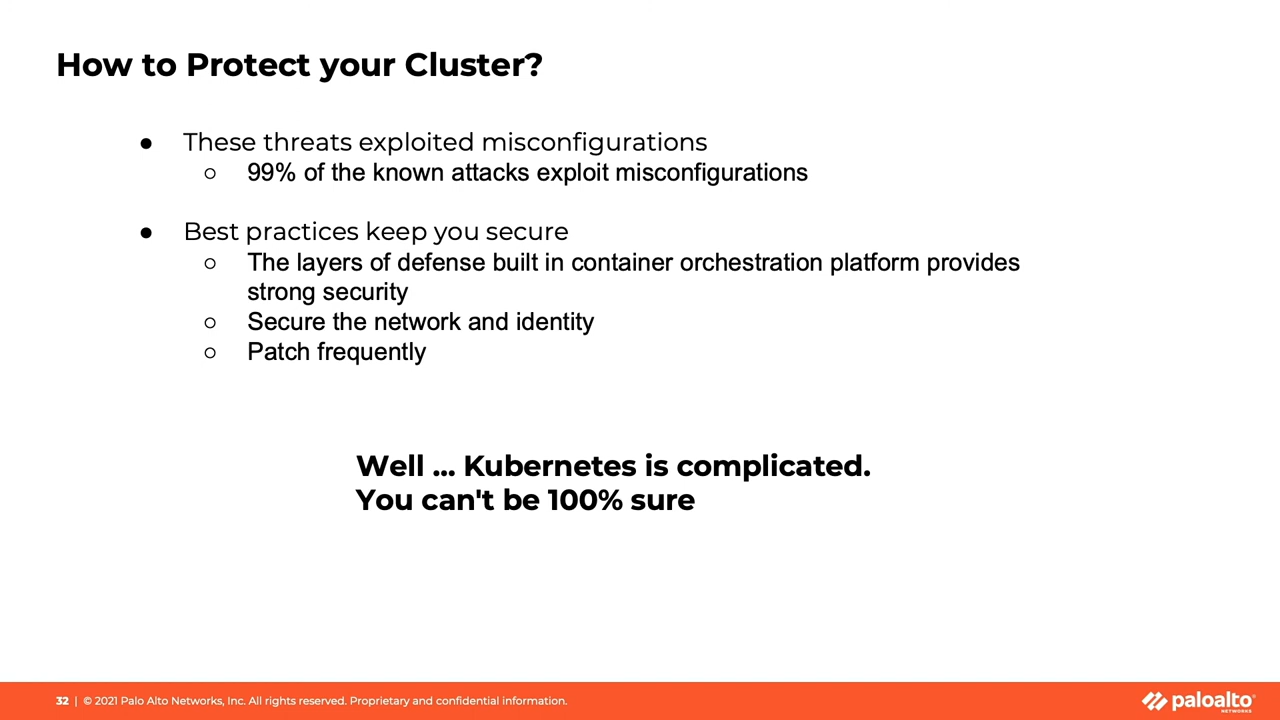 How to Protect your Cluster?
● These threats exploited misconfigurations
○ 99% of the known attacks exploit misconfigurations
● Best practices keep you secure
○ The layers of defense built in container orchestration platform provides
strong security
○ Secure the network and identity
○ Patch frequently
Well ... Kubernetes is complicated.
You can't be 100% sure
32 | © 2021 Palo Alto Networks, Inc. All rights reserved. Proprietary and confidential information.
paloalto®
NETWORKS